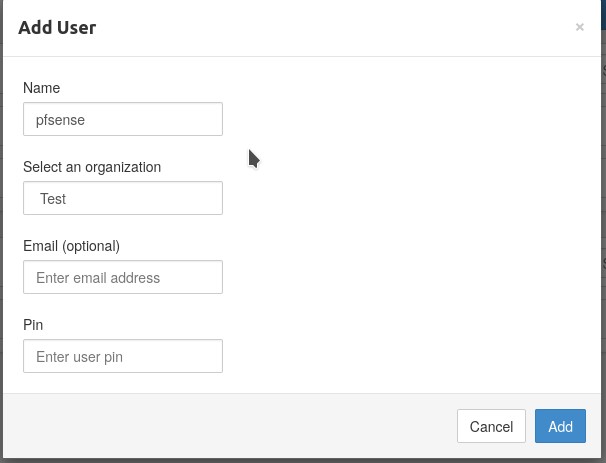 Add User
×
Name
pfsense
Select an organization
Test
Email (optional)
Enter email address
Pin
Enter user pin
Cancel
Add